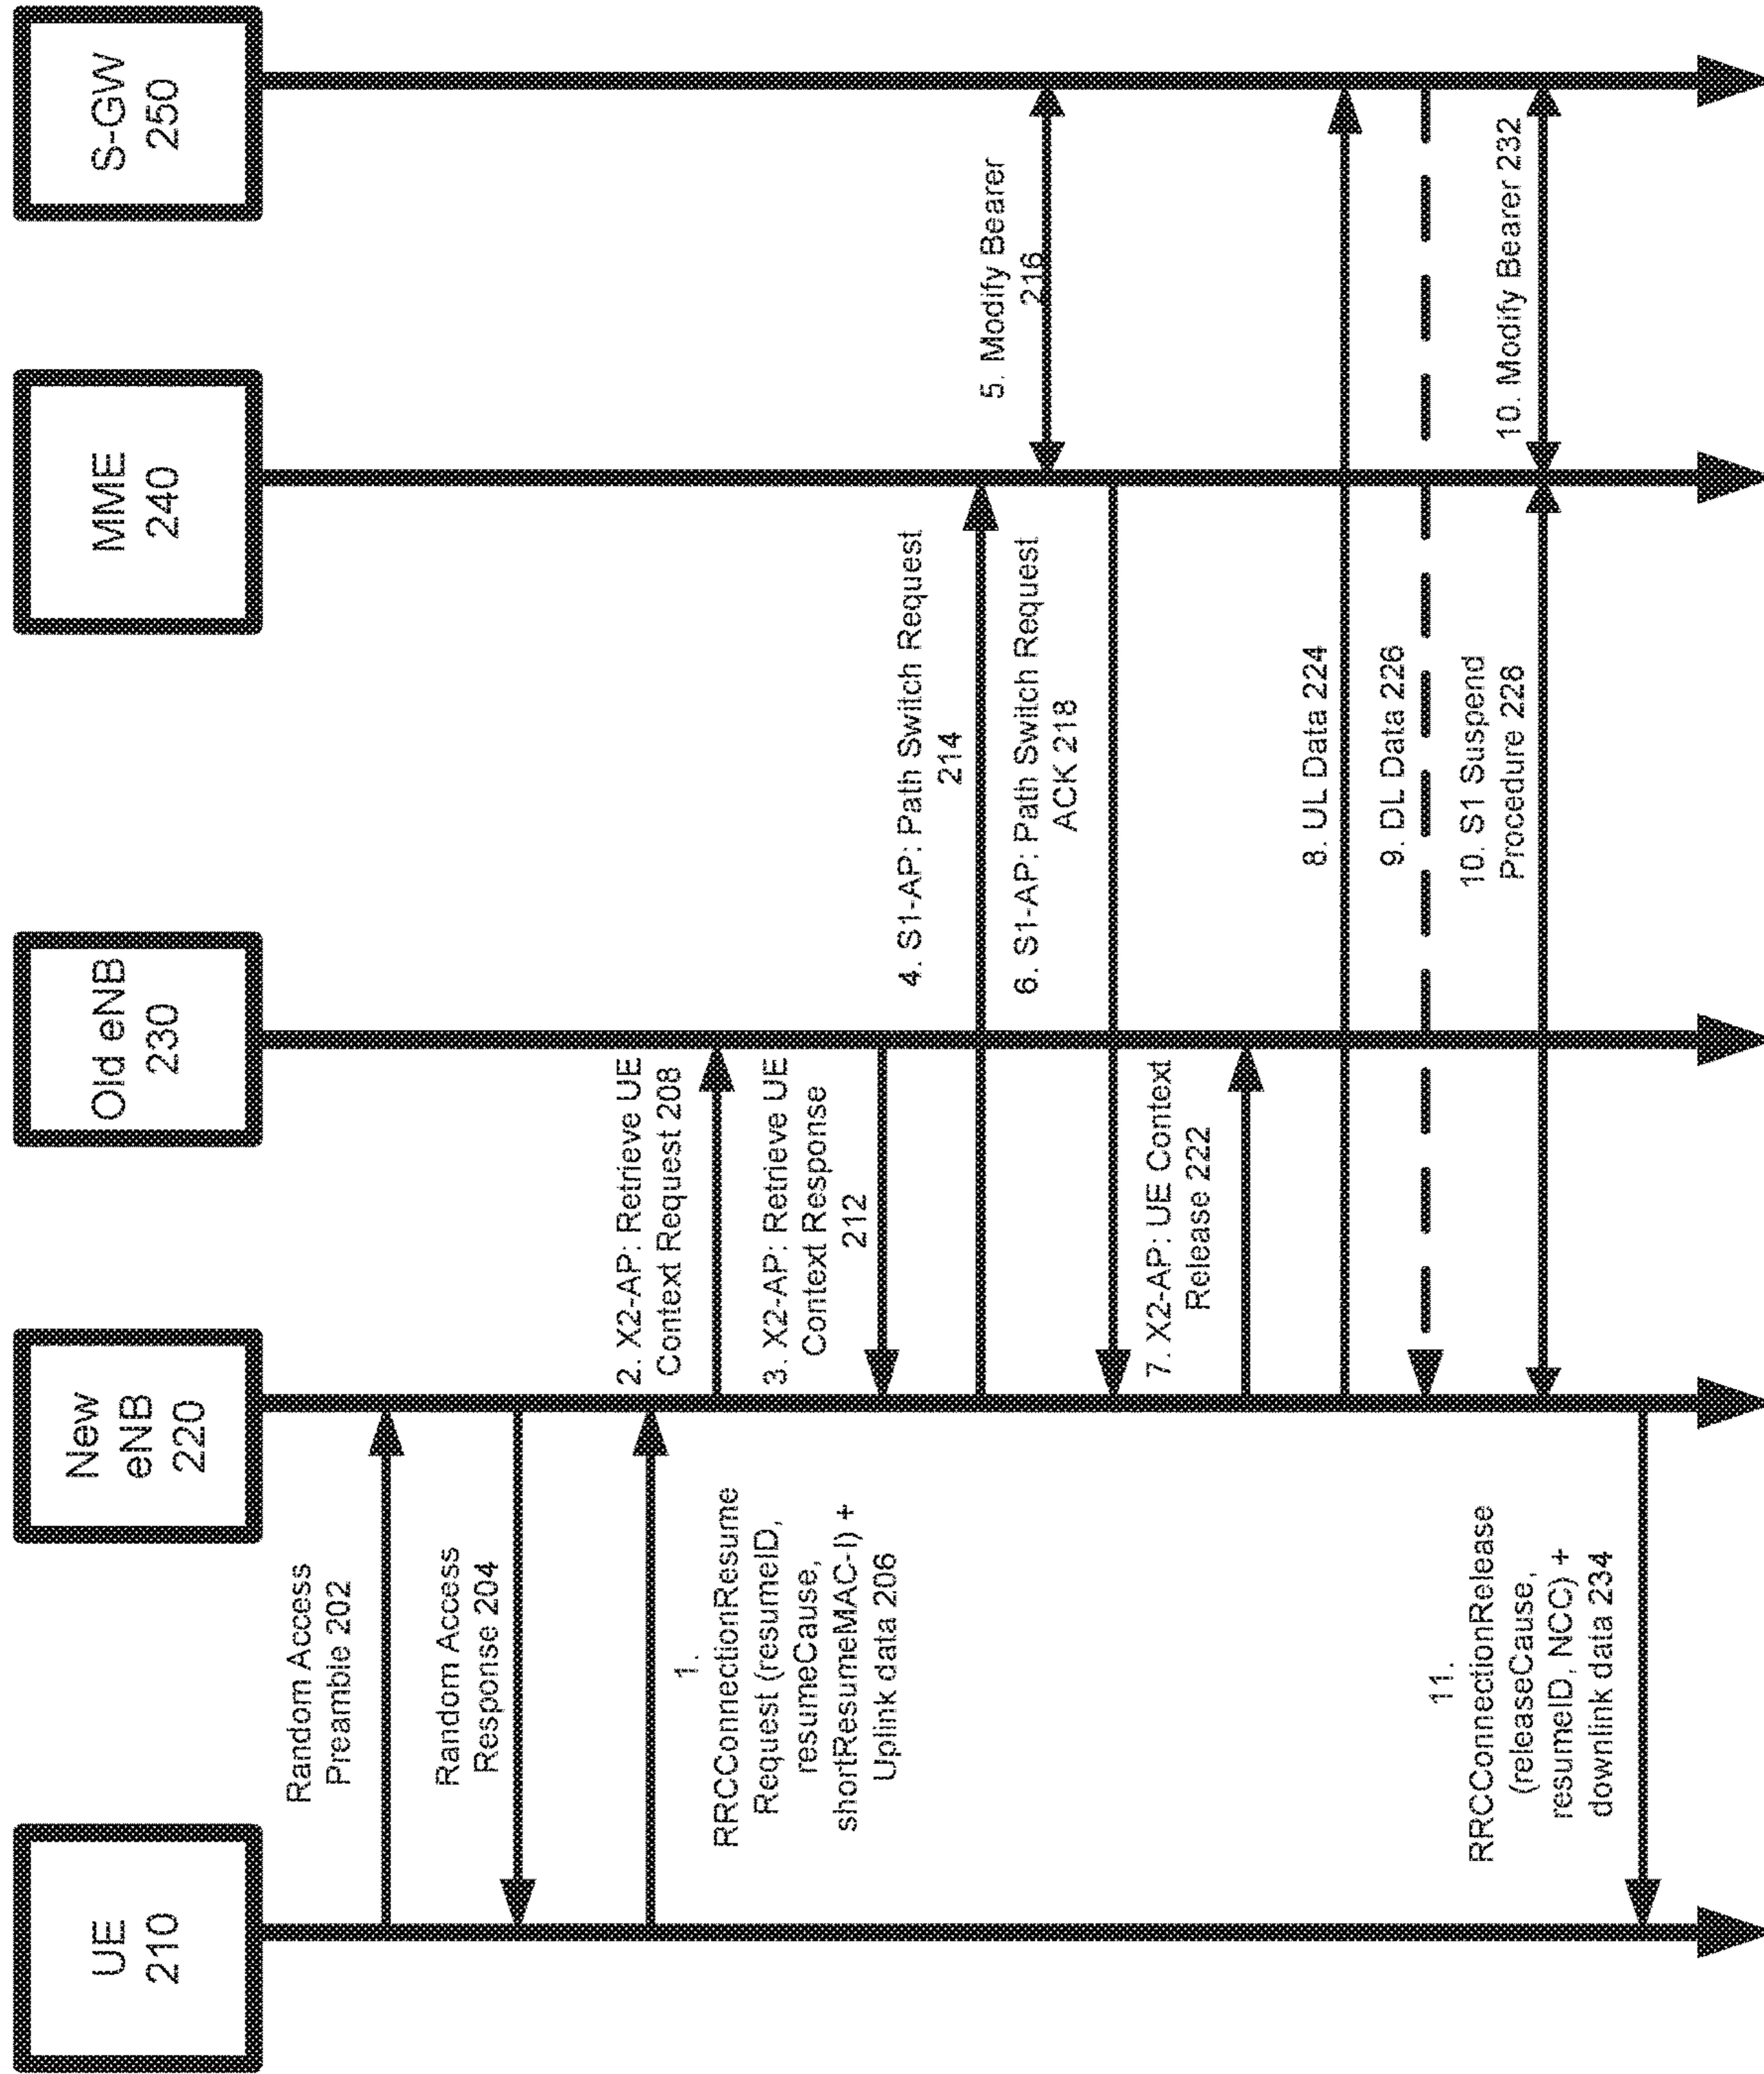 UE
210
New
eNB
220
Old eNB
230
MME
240
S-GW
250
Random Access
Preamble 202
Random Access
Response 204
1.
RRCConnectionResume
Request (resumeID,
resumeCause,
shortResumeMAC-I) +
Uplink data 206
2. X2-AP: Retrieve UE
Context Request 208
3. X2-AP: Retrieve UE
Context Response
212
4. S1-AP: Path Switch Request
214
5. Modify Bearer
216
6. S1-AP: Path Switch Request
ACK 218
7. X2-AP: UE Context
Release 222
8. UL Data 224
9. DL Data 226
10. S1 Suspend
Procedure 228
10. Modify Bearer 232
11.
RRCConnectionRelease
(releaseCause,
resumeID, NCC) +
downlink data 234